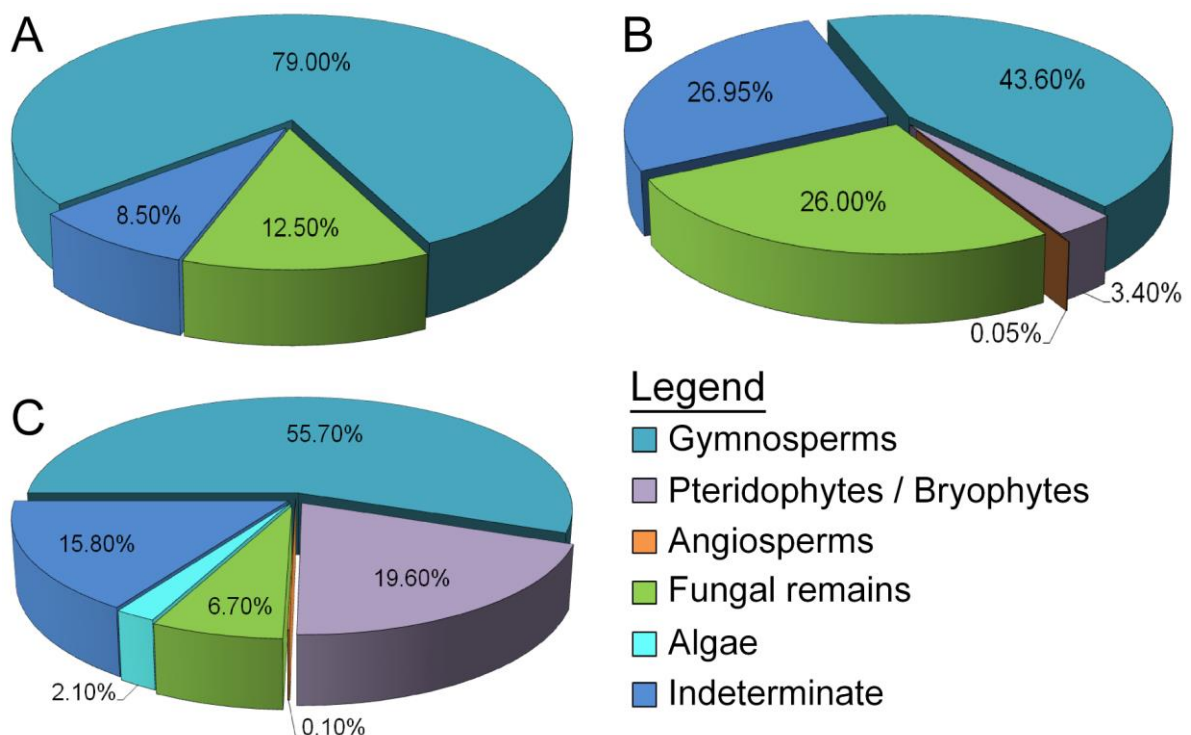 A
79.00%
8.50%
12.50%
B
26.95%
43.60%
26.00%
3.40%
0.05%
C
55.70%
15.80%
19.60%
6.70%
2.10%
0.10%
Legend
Gymnosperms
Pteridophytes / Bryophytes
Angiosperms
Fungal remains
Algae
Indeterminate